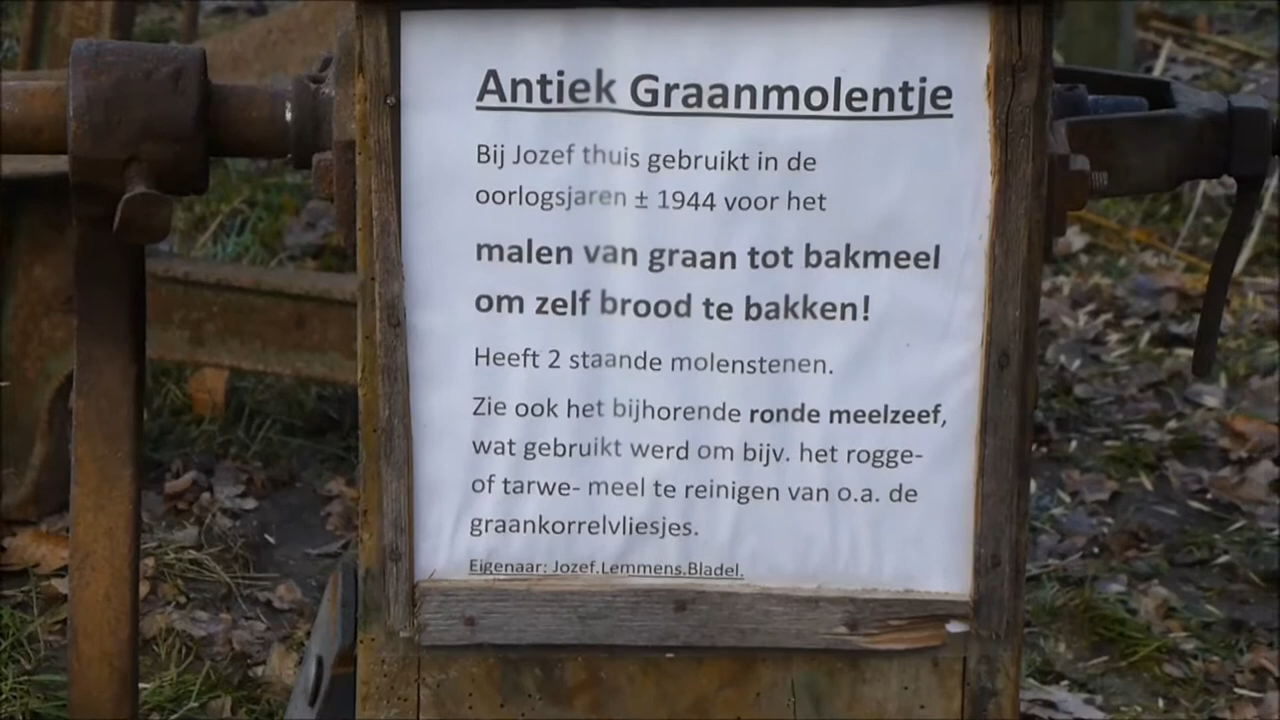 Antiek Graanmolentje
Bij Jozef thuis gebruikt in de
oorlogsjaren ± 1944 voor het
malen van graan tot bakmeel
om zelf brood te bakken!
Heeft 2 staande molenstenen.
Zie ook het bijhorende ronde meelzeef,
wat gebruikt werd om bijv. het rogge-
of tarwe- meel te reinigen van o.a. de
graankorrelvliesjes.
Eigenaar: Jozef.Lemmens.Bladel.